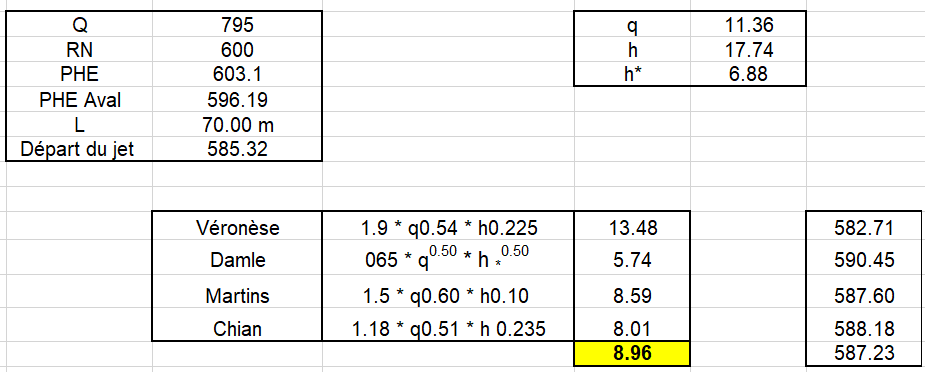 Q 795 q 11.36
RN 600 h 17.74
PHE 603.1 h* 6.88
PHE Aval 596.19
L 70.00 m
Départ du jet 585.32
Véronèse 1.9 * q0.54 * h0.225 13.48 582.71
Damle 065 * q^0.50 * h *^0.50 5.74 590.45
Martins 1.5 * q0.60 * h0.10 8.59 587.60
Chian 1.18 * q0.51 * h 0.235 8.01 588.18
8.96 587.23